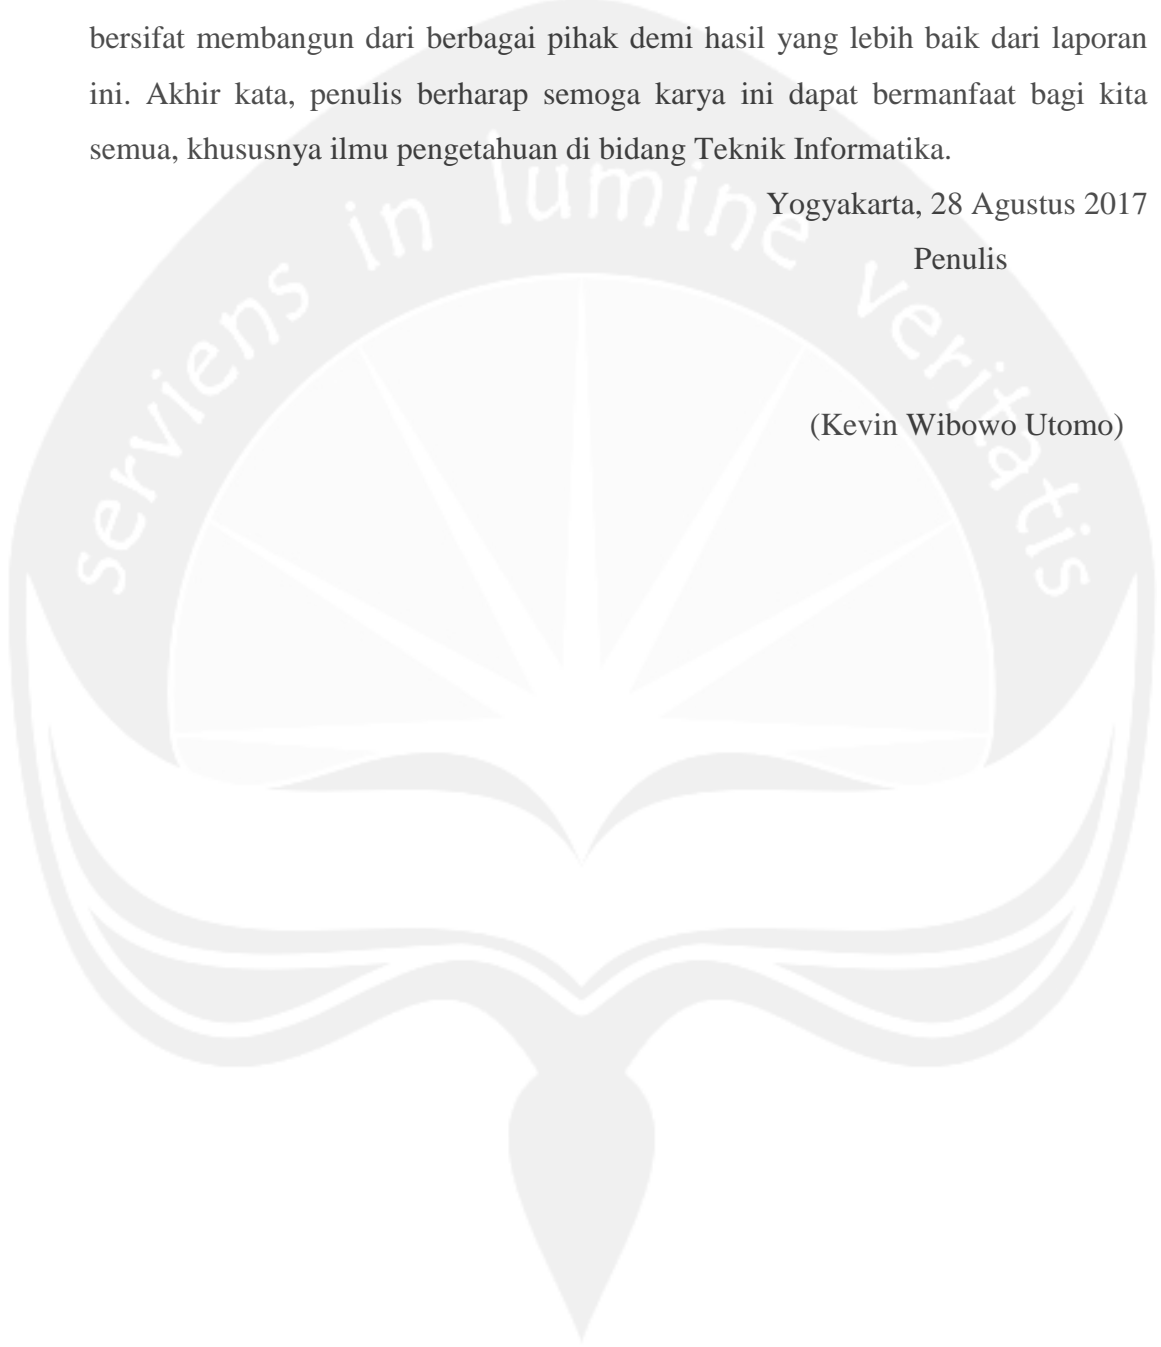 bersifat membangun dari berbagai pihak demi hasil yang lebih baik dari laporan
ini. Akhir kata, penulis berharap semoga karya ini dapat bermanfaat bagi kita
semua, khususnya ilmu pengetahuan di bidang Teknik Informatika.
Yogyakarta, 28 Agustus 2017
Penulis
(Kevin Wibowo Utomo)
serviens in lumine veritatis